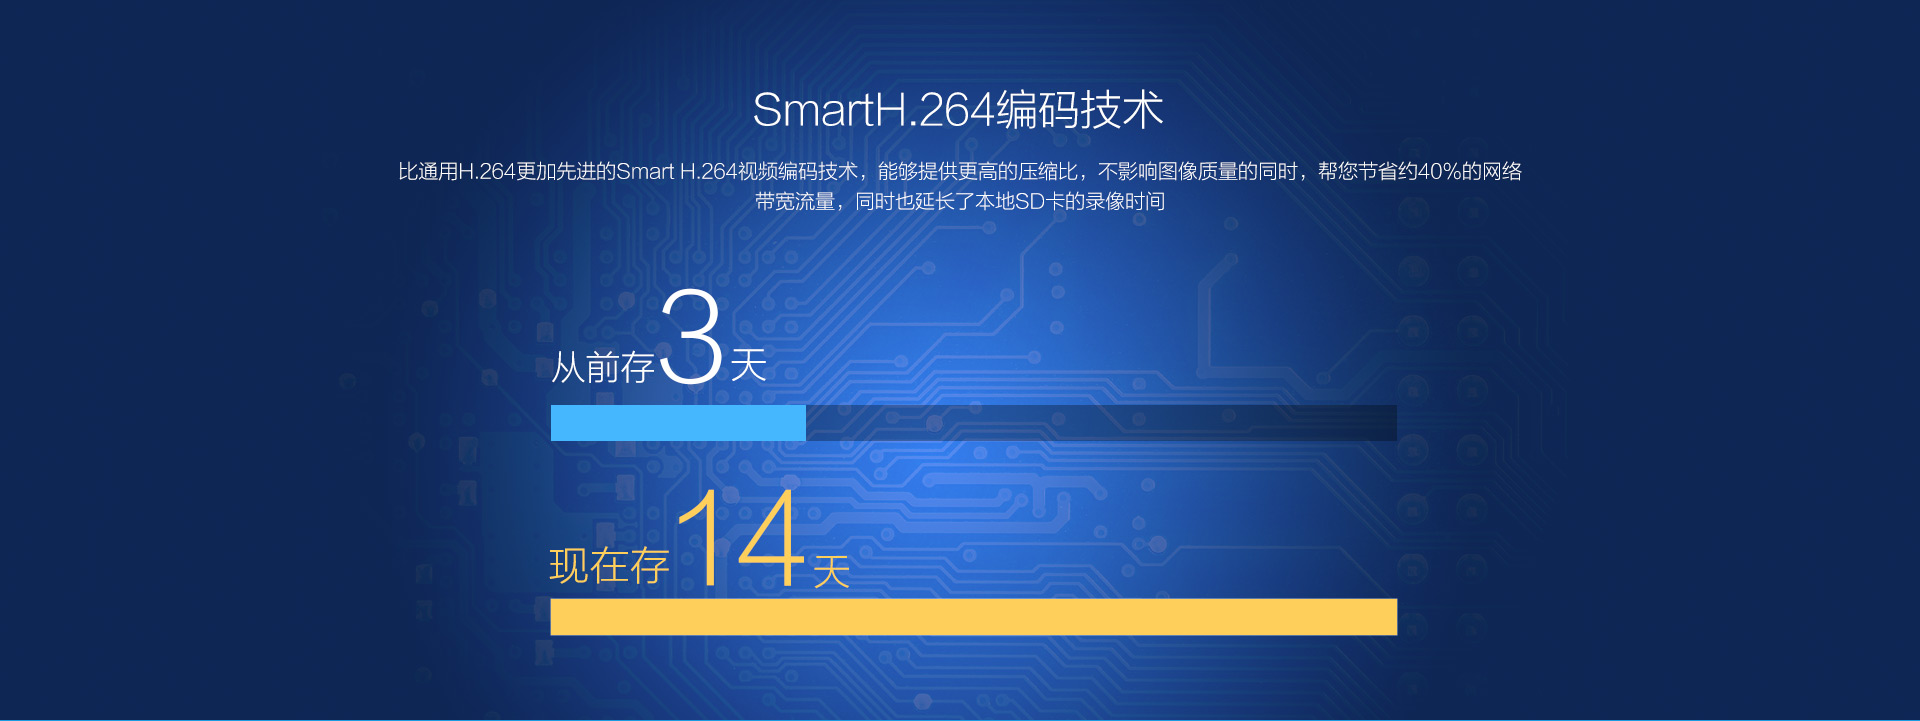 SmartH.264编码技术
比通用H.264更加先进的Smart H.264视频编码技术，能够提供更高的压缩比，不影响图像质量的同时，帮您节省约40%的网络
带宽流量，同时也延长了本地SD卡的录像时间
从前存3天
现在存14天